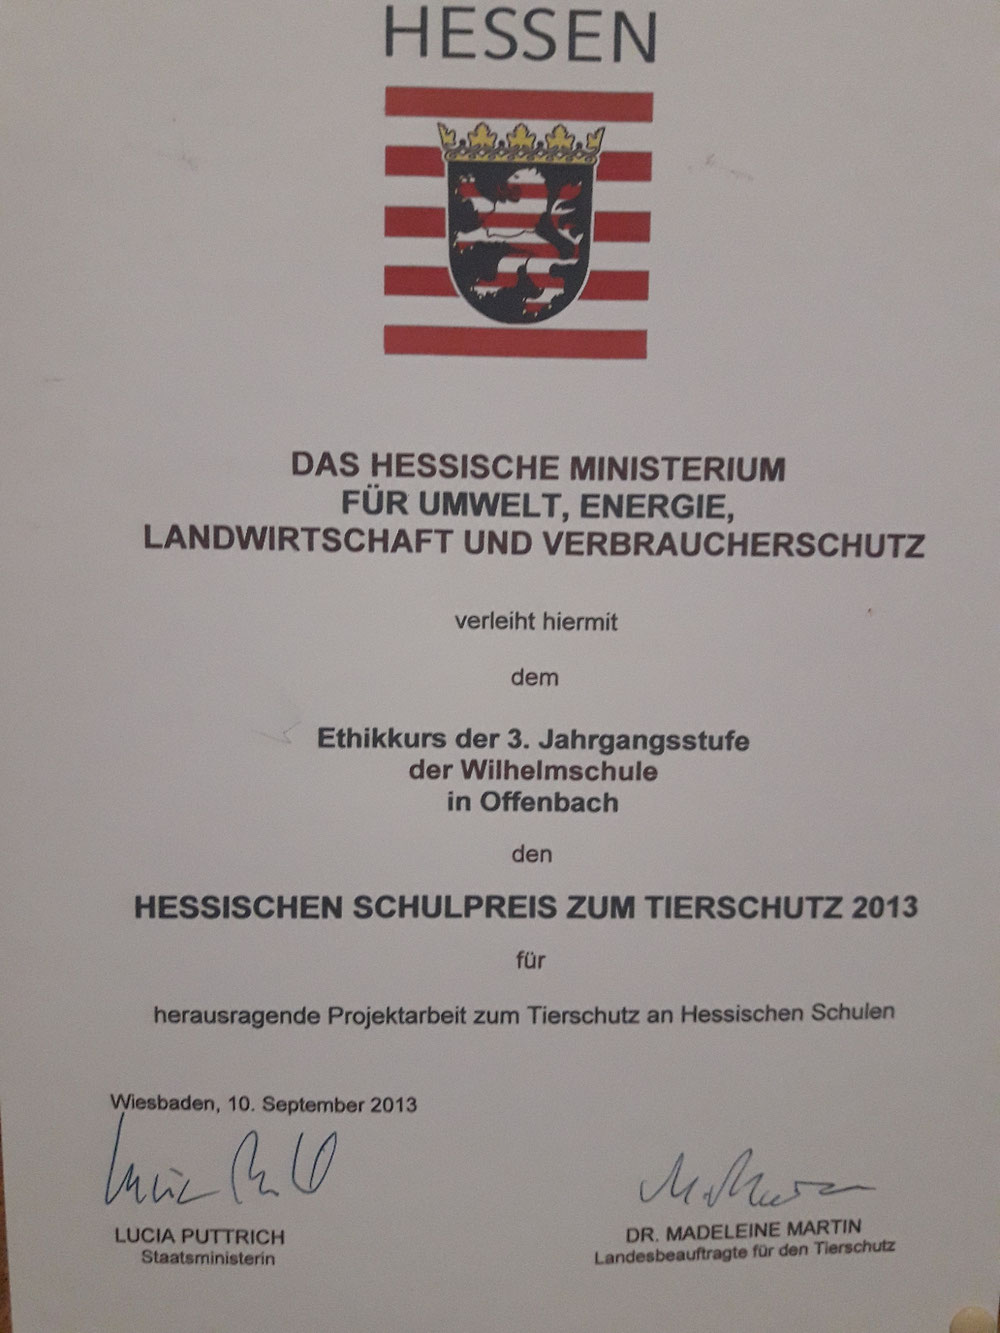 HESSEN
DAS HESSISCHE MINISTERIUM
FÜR UMWELT, ENERGIE,
LANDWIRTSCHAFT UND VERBRAUCHERSCHUTZ
verleiht hiermit
dem
Ethikkurs der 3. Jahrgangsstufe
der Wilhelmschule
in Offenbach
den
HESSISCHEN SCHULPREIS ZUM TIERSCHUTZ 2013
für
herausragende Projektarbeit zum Tierschutz an Hessischen Schulen
Wiesbaden, 10. September 2013
LUCIA PUTTRICH
Staatsministerin
DR. MADELEINE MARTIN
Landesbeauftragte für den Tierschutz